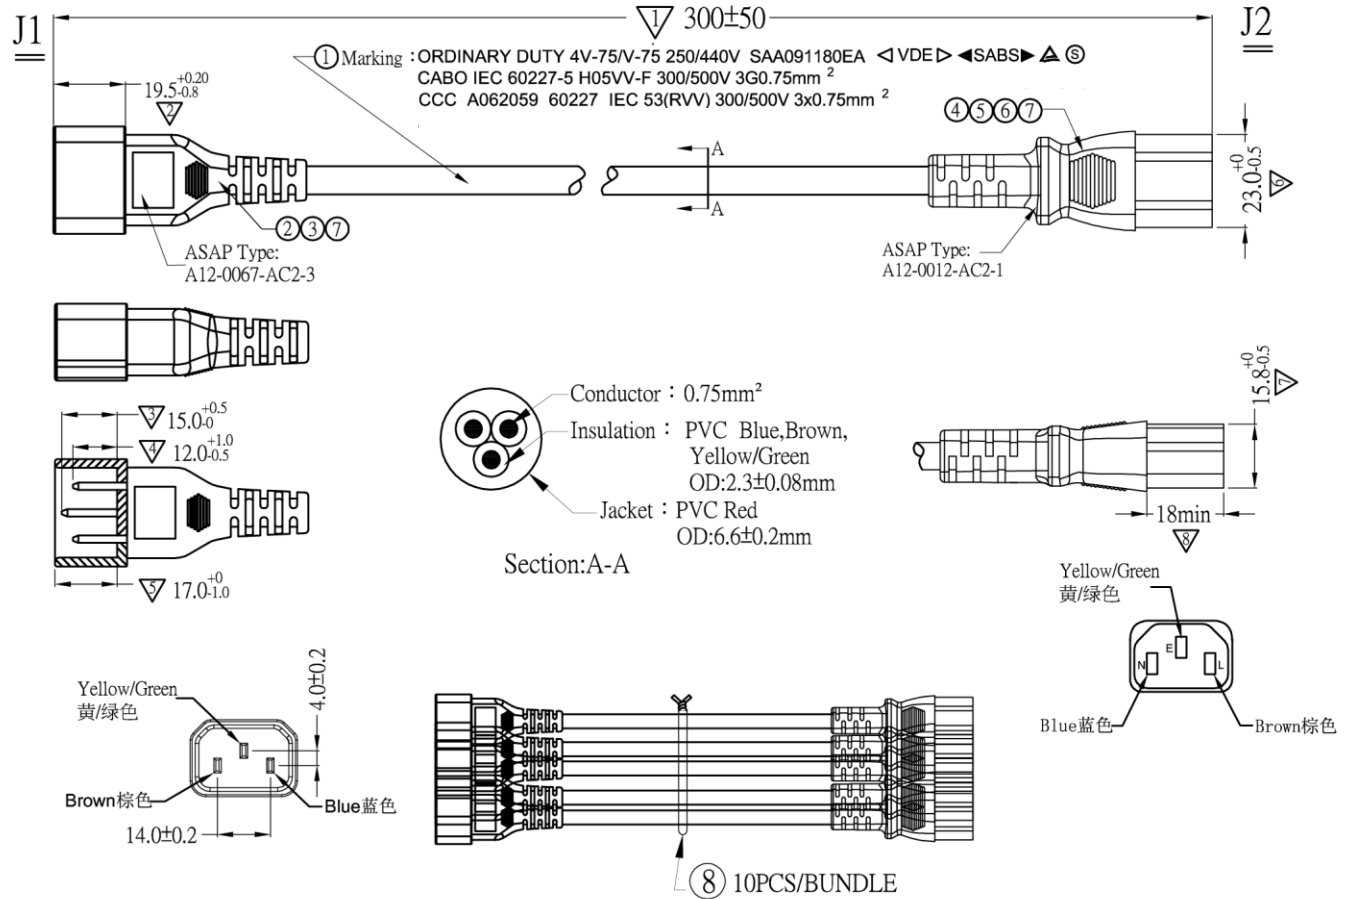 J1
1 300±50
J2
① Marking : ORDINARY DUTY 4V-75/V-75 250/440V SAA091180EA ◁ VDE ▷ ◀SABS▶ Ⓢ
CABO IEC 60227-5 H05VV-F 300/500V 3G0.75mm ²
CCC A062059 60227 IEC 53(RVV) 300/500V 3x0.75mm ²
19.5 +0.20 -0.8
2
④⑤⑥⑦
A
A
23.0 +0 -0.5
6
②③⑦
ASAP Type:
A12-0067-AC2-3
ASAP Type:
A12-0012-AC2-1
3 15.0 +0.5 -0
4 12.0 +1.0 -0.5
5 17.0 +0 -1.0
Conductor : 0.75mm²
Insulation : PVC Blue,Brown,
Yellow/Green
OD:2.3±0.08mm
Jacket : PVC Red
OD:6.6±0.2mm
Section:A-A
15.8 +0 -0.5
7
18min
8
Yellow/Green
黄/绿色
E
N
L
Blue蓝色
Brown棕色
Yellow/Green
黄/绿色
4.0±0.2
Brown棕色
Blue蓝色
14.0±0.2
⑧ 10PCS/BUNDLE